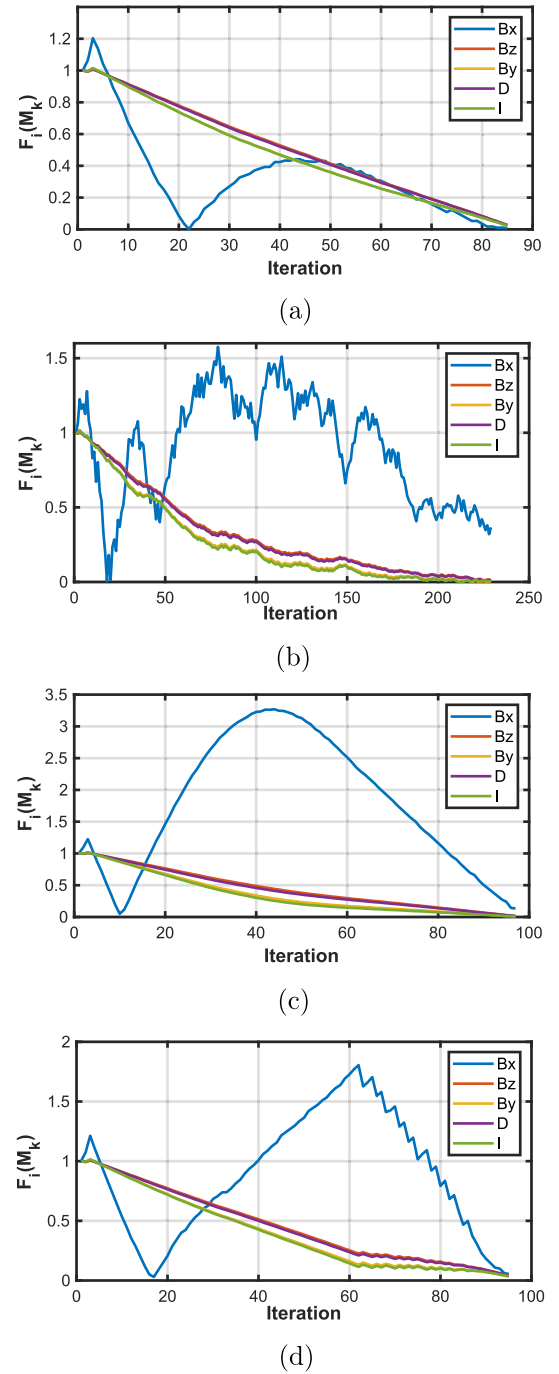 F_i(M_k)
1.2
1
0.8
0.6
0.4
0.2
0
Bx
Bz
By
D
I
0 10 20 30 40 50 60 70 80 90
Iteration
(a)
F_i(M_k)
1.5
1
0.5
0
Bx
Bz
By
D
I
0 50 100 150 200 250
Iteration
(b)
F_i(M_k)
3.5
3
2.5
2
1.5
1
0.5
0
Bx
Bz
By
D
I
0 20 40 60 80 100
Iteration
(c)
F_i(M_k)
2
1.5
1
0.5
0
Bx
Bz
By
D
I
0 20 40 60 80 100
Iteration
(d)